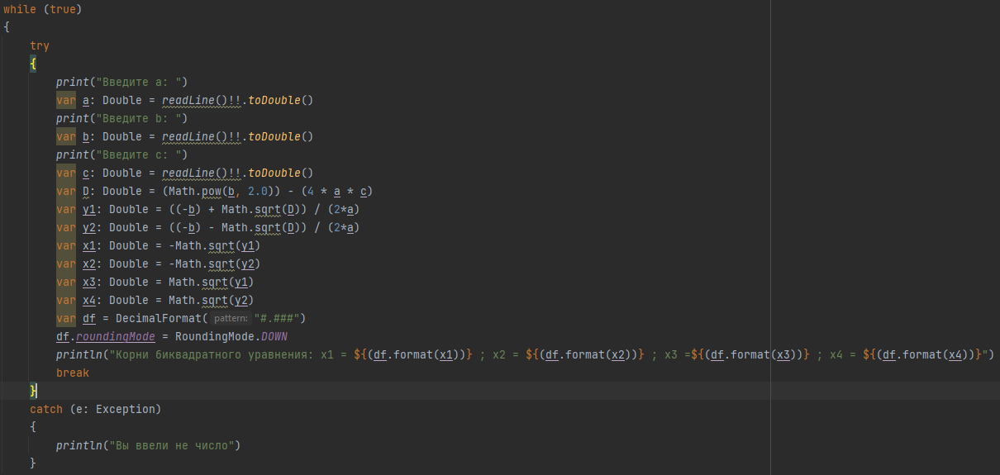 while (true)
{
try
{
print("Введите a: ")
var a: Double = readLine()!!.toDouble()
print("Введите b: ")
var b: Double = readLine()!!.toDouble()
print("Введите c: ")
var c: Double = readLine()!!.toDouble()
var D: Double = (Math.pow(b, 2.0)) - (4 * a * c)
var y1: Double = ((-b) + Math.sqrt(D)) / (2*a)
var y2: Double = ((-b) - Math.sqrt(D)) / (2*a)
var x1: Double = -Math.sqrt(y1)
var x2: Double = -Math.sqrt(y2)
var x3: Double = Math.sqrt(y1)
var x4: Double = Math.sqrt(y2)
var df = DecimalFormat( pattern: "#.###")
df.roundingMode = RoundingMode.DOWN
println("Корни биквадратного уравнения: x1 = ${(df.format(x1))} ; x2 = ${(df.format(x2))} ; x3 =${(df.format(x3))} ; x4 = ${(df.format(x4))}")
break
}
catch (e: Exception)
{
println("Вы ввели не число")
}